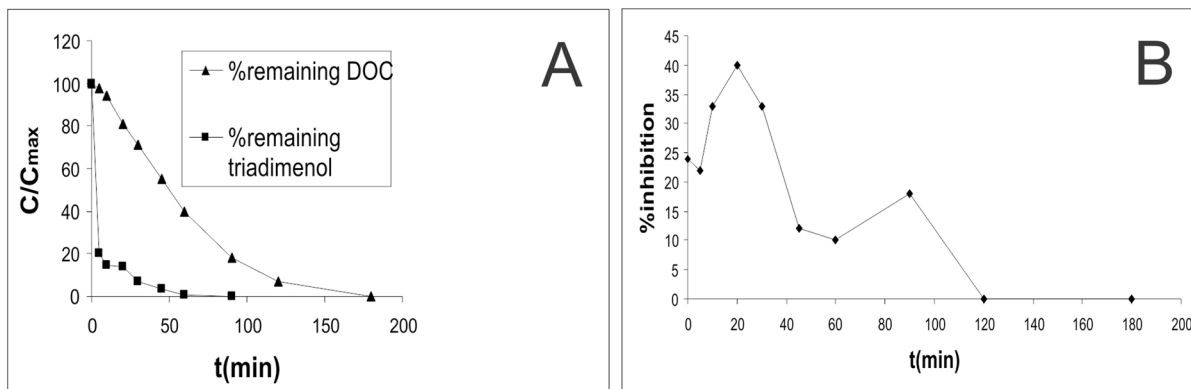 A
120
100
80
60
40
20
0
C/Cmax
%remaining DOC
%remaining
triadimenol
0 50 100 150 200
t(min)
B
45
40
35
30
25
20
15
10
5
0
%inhibition
0 20 40 60 80 100 120 140 160 180 200
t(min)